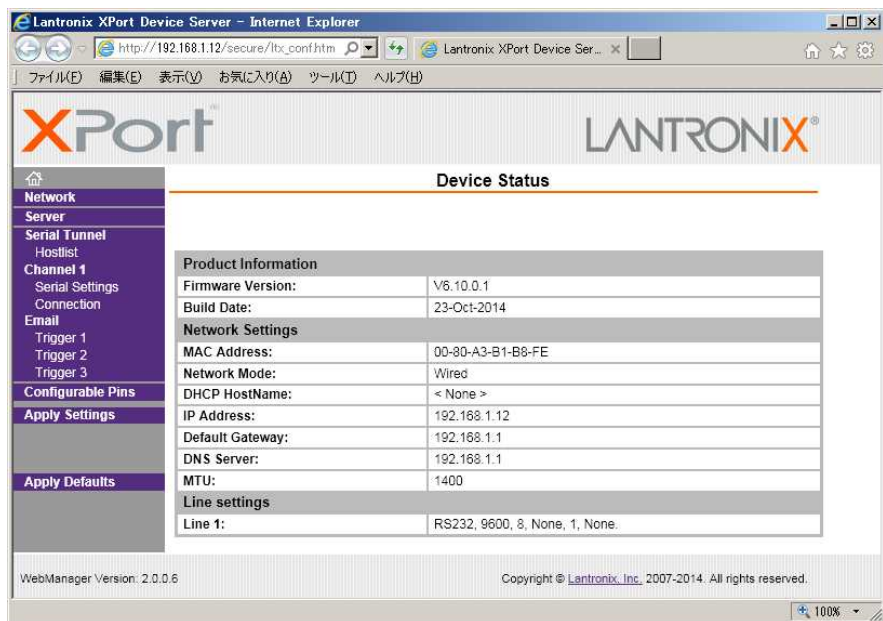 Lantronix XPort Device Server - Internet Explorer
http://192.168.1.12/secure/ltx_conf.htm
Lantronix XPort Device Ser...
ファイル(F) 編集(E) 表示(V) お気に入り(A) ツール(T) ヘルプ(H)
XPort™
LANTRONIX®
Device Status
Network
Server
Serial Tunnel
Hostlist
Channel 1
Serial Settings
Connection
Email
Trigger 1
Trigger 2
Trigger 3
Configurable Pins
Apply Settings
Apply Defaults
Product Information
Firmware Version: V6.10.0.1
Build Date: 23-Oct-2014
Network Settings
MAC Address: 00-80-A3-B1-B8-FE
Network Mode: Wired
DHCP HostName: < None >
IP Address: 192.168.1.12
Default Gateway: 192.168.1.1
DNS Server: 192.168.1.1
MTU: 1400
Line settings
Line 1: RS232, 9600, 8, None, 1, None.
WebManager Version: 2.0.0.6
Copyright © Lantronix, Inc. 2007-2014. All rights reserved.
100%